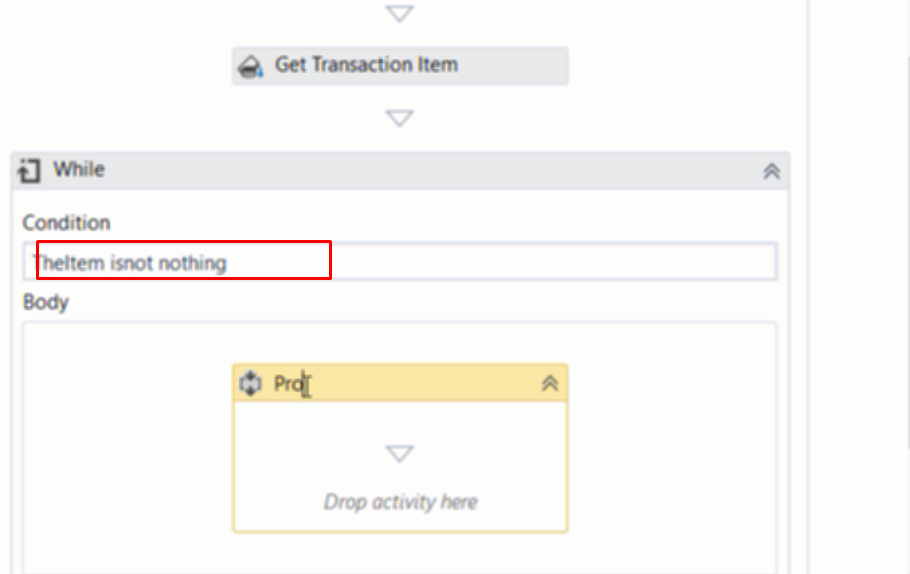 Get Transaction Item
While
Condition
TheItem isnot nothing
Body
Pro
Drop activity here